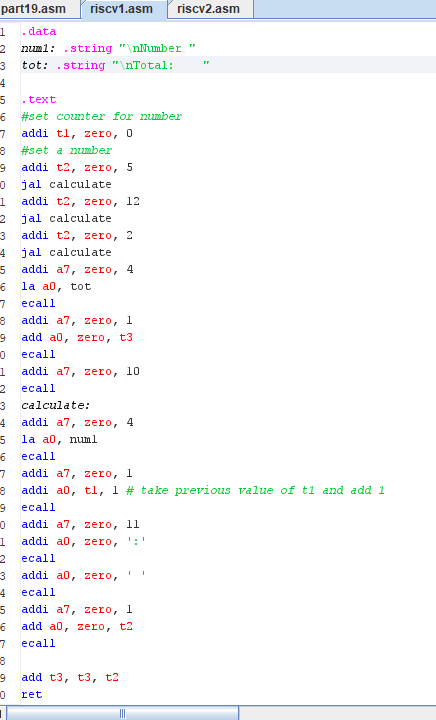 part19.asm riscv1.asm riscv2.asm
1 .data
2 num1: .string "\nNumber "
3 tot: .string "\nTotal:    "
4
5 .text
6 #set counter for number
7 addi t1, zero, 0
8 #set a number
9 addi t2, zero, 5
0 jal calculate
1 addi t2, zero, 12
2 jal calculate
3 addi t2, zero, 2
4 jal calculate
5 addi a7, zero, 4
6 la a0, tot
7 ecall
8 addi a7, zero, 1
9 add a0, zero, t3
0 ecall
1 addi a7, zero, 10
2 ecall
3 calculate:
4 addi a7, zero, 4
5 la a0, num1
6 ecall
7 addi a7, zero, 1
8 addi a0, t1, 1 # take previous value of t1 and add 1
9 ecall
0 addi a7, zero, 11
1 addi a0, zero, ':'
2 ecall
3 addi a0, zero, ' '
4 ecall
5 addi a7, zero, 1
6 add a0, zero, t2
7 ecall
8
9 add t3, t3, t2
0 ret